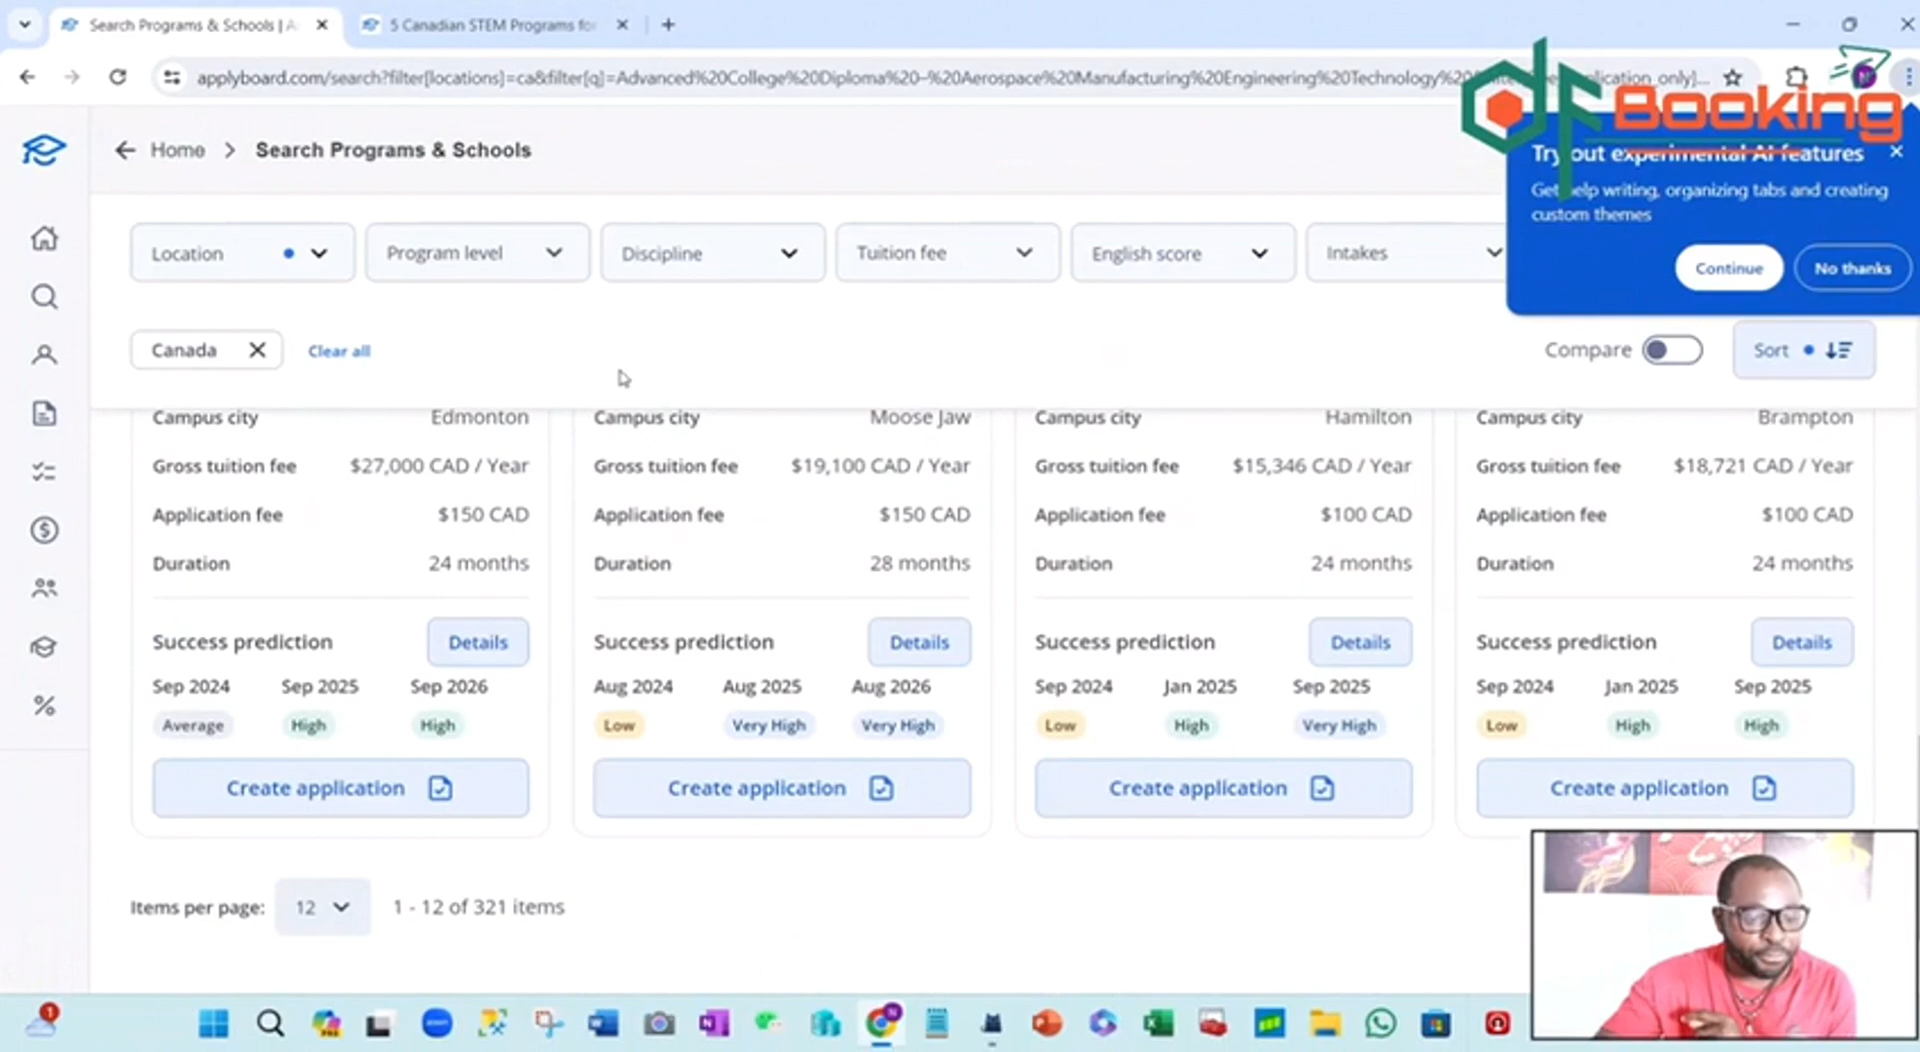 Search Programs & Schools | A
5 Canadian STEM Programs for
applyboard.com/search?filter[locations]=ca&filter[q]=Advanced%20College%20Diploma%20-%20Aerospace%20Manufacturing%20Engineering%20Technology%20
plication_only]...
DF Booking
Home > Search Programs & Schools
Try out experimental AI features
Get help writing, organizing tabs and creating
custom themes
Continue
No thanks
Location
Program level
Discipline
Tuition fee
English score
Intakes
Canada
Clear all
Compare
Sort
Campus city Edmonton
Gross tuition fee $27,000 CAD / Year
Application fee $150 CAD
Duration 24 months
Success prediction Details
Sep 2024 Sep 2025 Sep 2026
Average High High
Create application
Campus city Moose Jaw
Gross tuition fee $19,100 CAD / Year
Application fee $150 CAD
Duration 28 months
Success prediction Details
Aug 2024 Aug 2025 Aug 2026
Low Very High Very High
Create application
Campus city Hamilton
Gross tuition fee $15,346 CAD / Year
Application fee $100 CAD
Duration 24 months
Success prediction Details
Sep 2024 Jan 2025 Sep 2025
Low High Very High
Create application
Campus city Brampton
Gross tuition fee $18,721 CAD / Year
Application fee $100 CAD
Duration 24 months
Success prediction Details
Sep 2024 Jan 2025 Sep 2025
Low High High
Create application
Items per page: 12 1 - 12 of 321 items
1